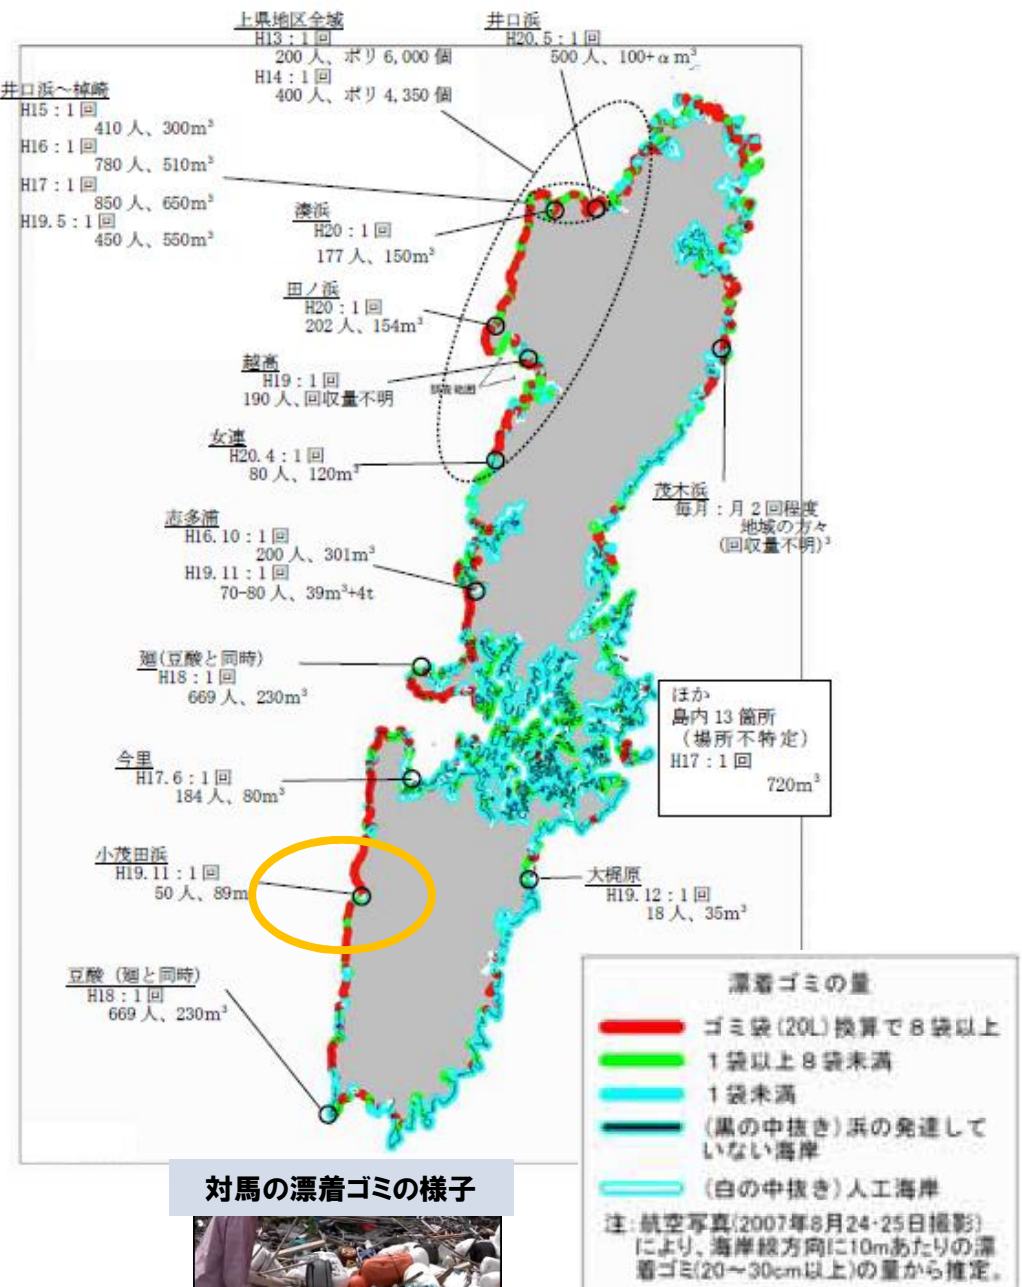 上県地区全域
H13：1回
200人、ポリ6,000個
H14：1回
400人、ポリ4,350個
井口浜
H20.5：1回
500人、100+αm³
井口浜～棹崎
H15：1回
410人、300m³
H16：1回
780人、510m³
H17：1回
850人、650m³
H19.5：1回
450人、550m³
湊浜
H20：1回
177人、150m³
田ノ浜
H20：1回
202人、154m³
越高
H19：1回
190人、回収量不明
女連
H20.4：1回
80人、120m³
茂木浜
毎月：月2回程度
地域の方々
(回収量不明)³
志多浦
H16.10：1回
200人、301m³
H19.11：1回
70-80人、39m³+4t
廻(豆酸と同時)
H18：1回
669人、230m³
ほか
島内13箇所
（場所不特定）
H17：1回
720m³
今里
H17.6：1回
184人、80m³
小茂田浜
H19.11：1回
50人、89m
大梶原
H19.12：1回
18人、35m³
豆酸（廻と同時）
H18：1回
669人、230m³
漂着ゴミの量
ゴミ袋(20L)換算で８袋以上
１袋以上８袋未満
１袋未満
(黒の中抜き)浜の発達して
いない海岸
(白の中抜き)人工海岸
注：航空写真(2007年8月24・25日撮影)
により、海岸線方向に10mあたりの漂
着ゴミ(20～30cm以上)の量から推定。
対馬の漂着ゴミの様子